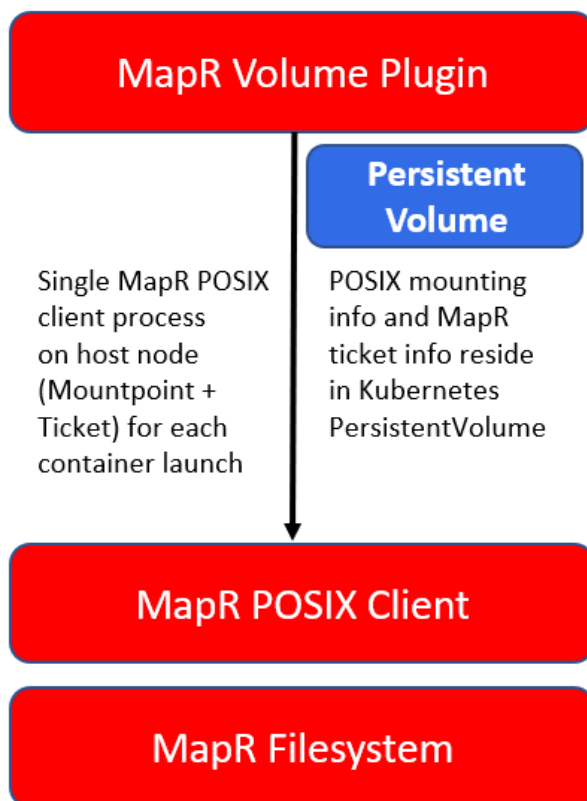 MapR Volume Plugin
Persistent
Volume
Single MapR POSIX
client process
on host node
(Mountpoint +
Ticket) for each
container launch
POSIX mounting
info and MapR
ticket info reside
in Kubernetes
PersistentVolume
MapR POSIX Client
MapR Filesystem